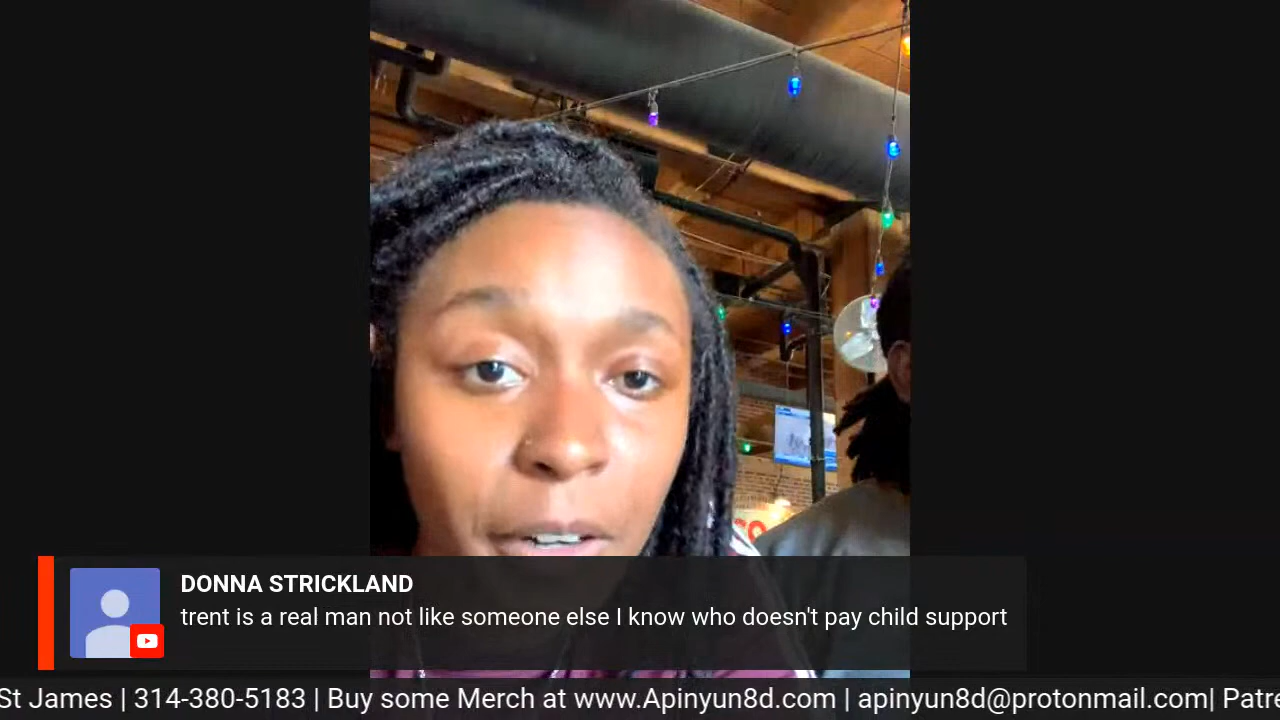 DONNA STRICKLAND
trent is a real man not like someone else I know who doesn't pay child support
St James | 314-380-5183 | Buy some Merch at www.Apinyun8d.com | apinyun8d@protonmail.com| Patre